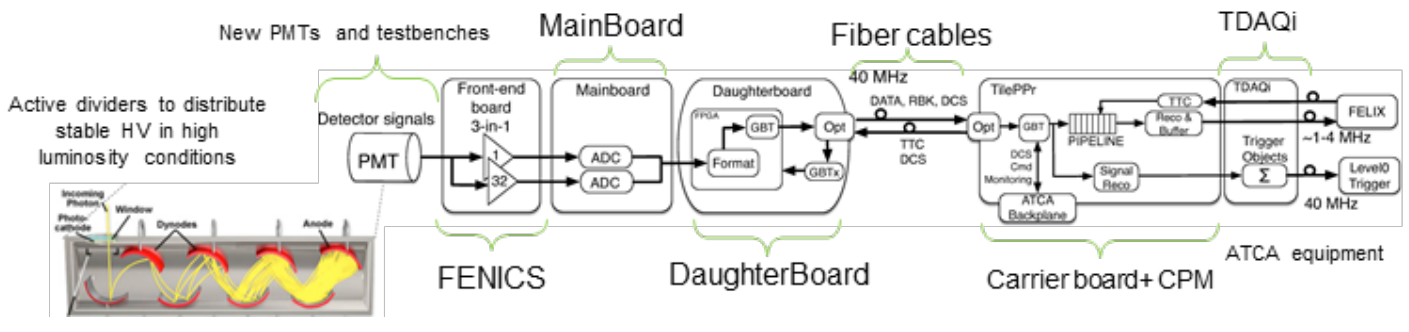 New PMTs and testbenches
MainBoard
Fiber cables
TDAQi
Active dividers to distribute
stable HV in high
luminosity conditions
Detector signals
PMT
Front-end
board
3-in-1
1
32
Mainboard
ADC
ADC
Daughterboard
FPGA
GBT
Format
Opt
GBTx
40 MHz
DATA, RBK, DCS
TTC
DCS
TilePPr
Opt
GBT
PIPELINE
TTC
Reco &
Buffer
DCS
Cmd
Monitoring
Signal
Reco
ATCA
Backplane
TDAQi
Trigger
Objects
Σ
FELIX
~1-4 MHz
Level0
Trigger
40 MHz
Incoming
Photon
Window
Photo-
cathode
Dynodes
Anode
FENICS
DaughterBoard
Carrier board+ CPM
ATCA equipment